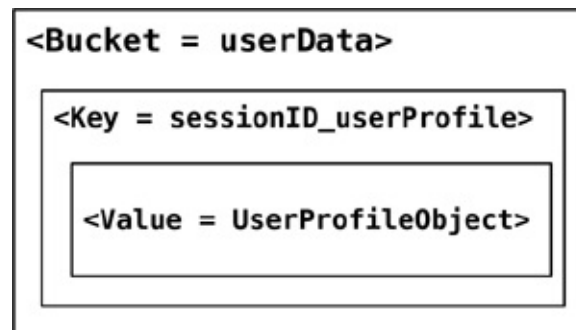 <Bucket = userData>
<Key = sessionID_userProfile>
<Value = UserProfileObject>